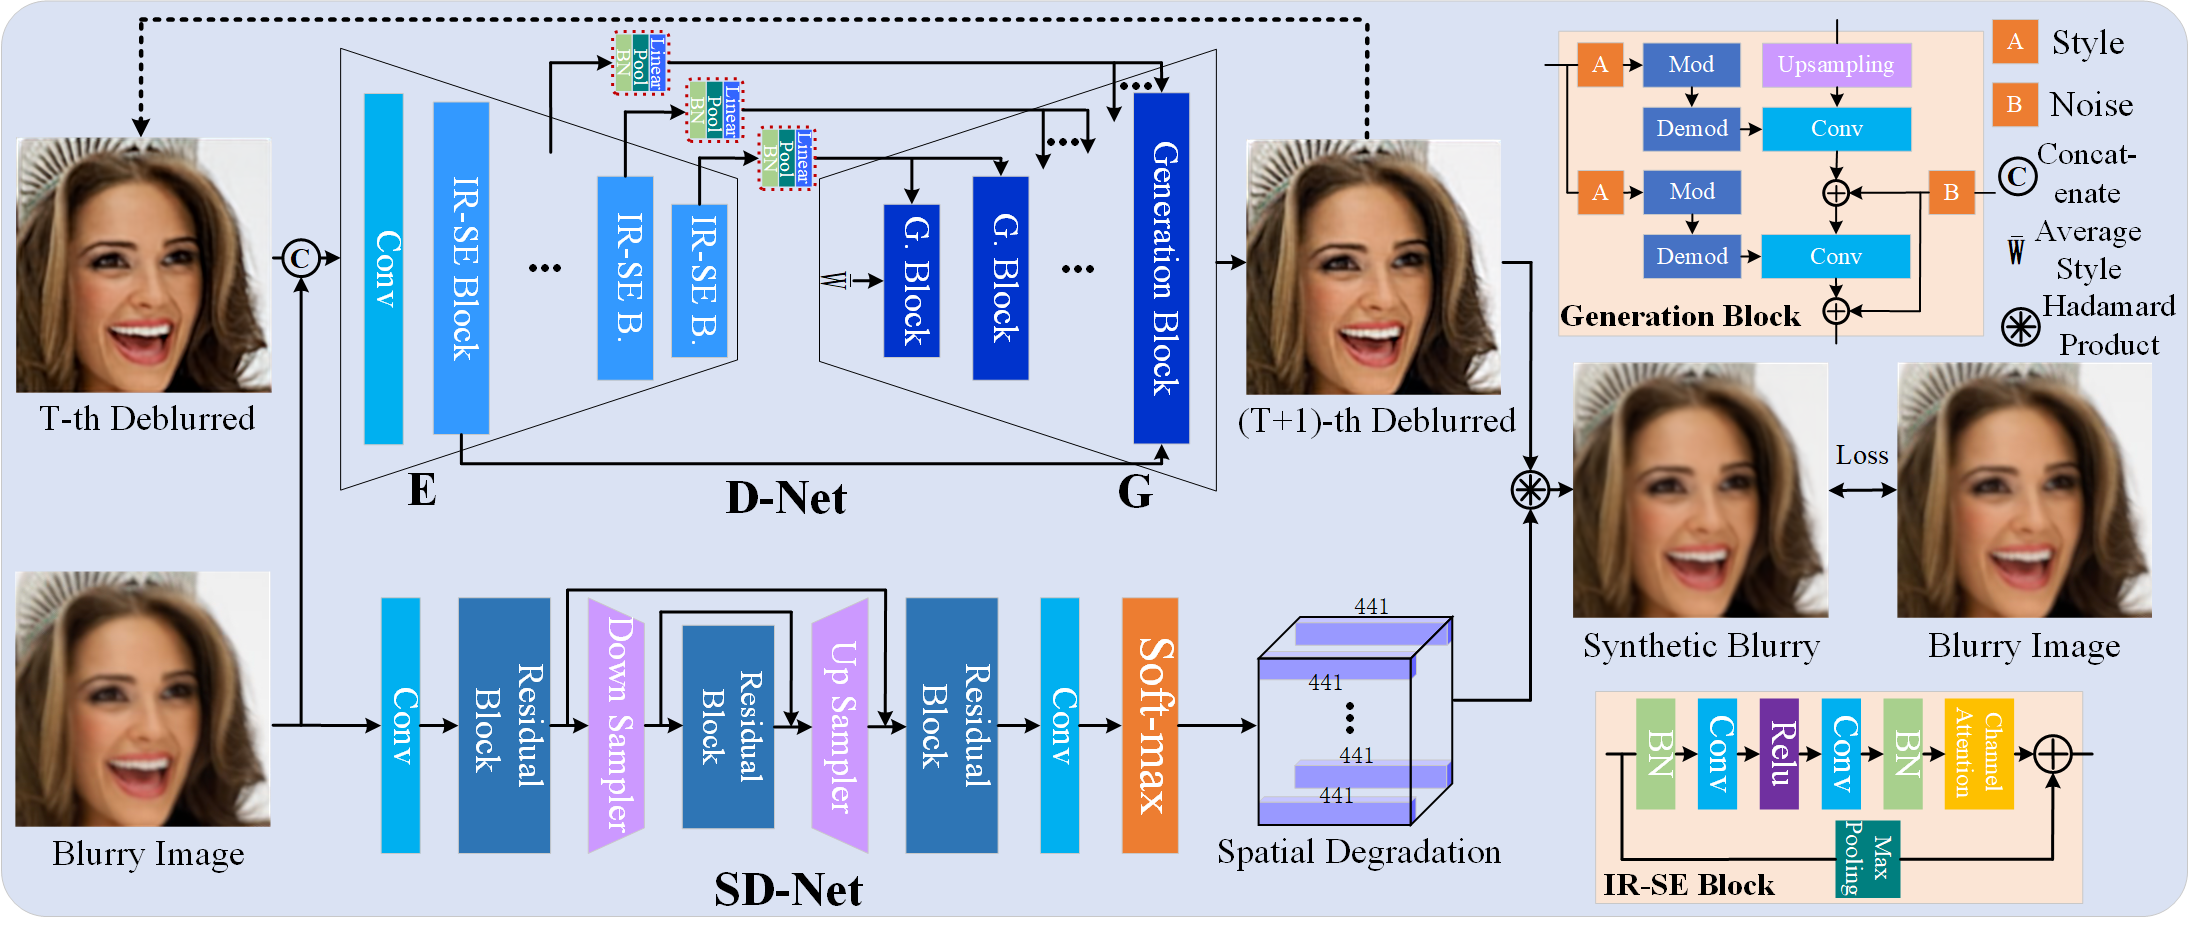 BN
Pool
Linear
BN
Pool
Linear
BN
Pool
Linear
C
Conv
IR-SE Block
...
IR-SE B.
IR-SE B.
W̄
G. Block
G. Block
...
Generation Block
T-th Deblurred
E
D-Net
G
(T+1)-th Deblurred
A
Mod
Upsampling
Demod
Conv
A
Mod
B
Demod
Conv
Generation Block
A
Style
B
Noise
C
Concat-
enate
W̄
Average
Style
Hadamard
Product
Loss
Synthetic Blurry
Blurry Image
Blurry Image
Conv
Residual
Block
Down Sampler
Residual
Block
Up Sampler
Residual
Block
Conv
Soft-max
SD-Net
441
441
441
441
Spatial Degradation
BN
Conv
Relu
Conv
BN
Channel
Attention
Max
Pooling
IR-SE Block